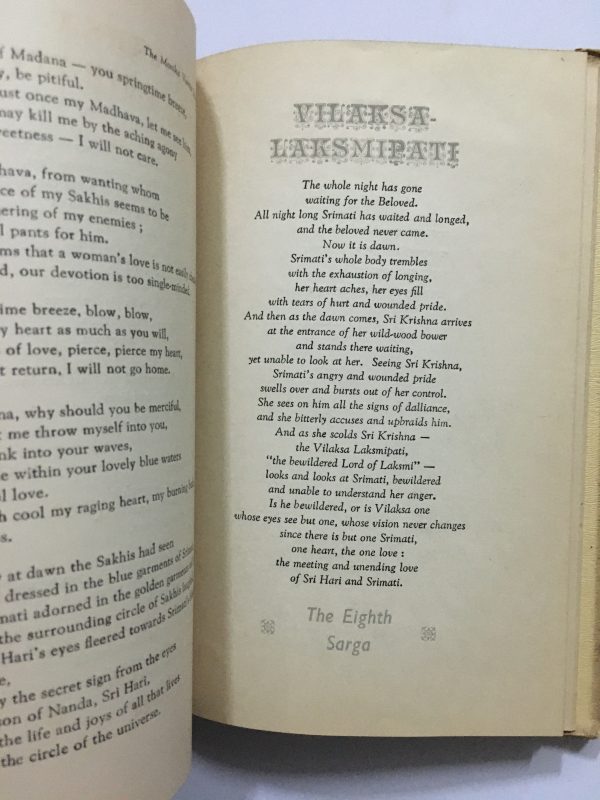 The Months
f Madana — you springtime breeze,
y, be pitiful.
ust once my Madhava, let me see him,
may kill me by the aching agony
weetness — I will not care.
hava, from wanting whom
ce of my Sakhis seems to be
ering of my enemies ;
l pants for him.
ms that a woman's love is not easily
d, our devotion is too single-minded.
ime breeze, blow, blow,
y heart as much as you will,
of love, pierce, pierce my heart,
t return, I will not go home.
na, why should you be merciful,
t me throw myself into you,
nk into your waves,
e within your lovely blue waters
l love.
h cool my raging heart, my burning
s.
y at dawn the Sakhis had seen
dressed in the blue garments of Srimati
mati adorned in the golden garments
the surrounding circle of Sakhis laughed
Hari's eyes fleered towards Srimati's
e,
y the secret sign from the eyes
on of Nanda, Sri Hari,
the life and joys of all that lives
the circle of the universe.
VILAKSA-
LAKSMIPATI
The whole night has gone
waiting for the Beloved.
All night long Srimati has waited and longed,
and the beloved never came.
Now it is dawn.
Srimati's whole body trembles
with the exhaustion of longing,
her heart aches, her eyes fill
with tears of hurt and wounded pride.
And then as the dawn comes, Sri Krishna arrives
at the entrance of her wild-wood bower
and stands there waiting,
yet unable to look at her. Seeing Sri Krishna,
Srimati's angry and wounded pride
swells over and bursts out of her control.
She sees on him all the signs of dalliance,
and she bitterly accuses and upbraids him.
And as she scolds Sri Krishna —
the Vilaksa Laksmipati,
"the bewildered Lord of Laksmi" —
looks and looks at Srimati, bewildered
and unable to understand her anger.
Is he bewildered, or is Vilaksa one
whose eyes see but one, whose vision never changes
since there is but one Srimati,
one heart, the one love :
the meeting and unending love
of Sri Hari and Srimati.
The Eighth
Sarga